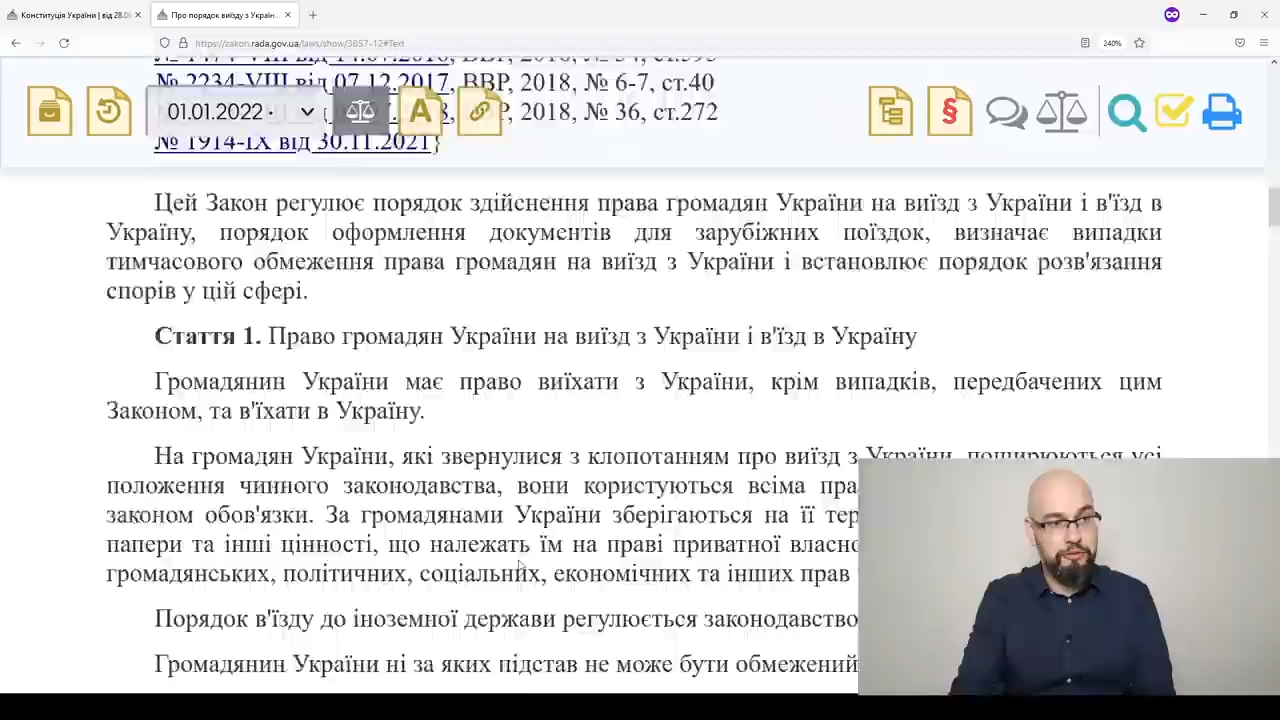 Конституція України | від 28.0
Про порядок виїзду з Україн
https://zakon.rada.gov.ua/laws/show/3857-12#Text
240%
№ 2234-VIII від 07.12.2017, ВВР, 2018, № 6-7, ст.40
01.01.2022
, ВВР, 2018, № 36, ст.272
№ 1914-IX від 30.11.2021}
A
§
Цей Закон регулює порядок здійснення права громадян України на виїзд з України і в'їзд в
Україну, порядок оформлення документів для зарубіжних поїздок, визначає випадки
тимчасового обмеження права громадян на виїзд з України і встановлює порядок розв'язання
спорів у цій сфері.
Стаття 1. Право громадян України на виїзд з України і в'їзд в Україну
Громадянин України має право виїхати з України, крім випадків, передбачених цим
Законом, та в'їхати в Україну.
На громадян України, які звернулися з клопотанням про виїзд з України, поширюються усі
положення чинного законодавства, вони користуються всіма пра
законом обов'язки. За громадянами України зберігаються на її тер
папери та інші цінності, що належать їм на праві приватної власно
громадянських, політичних, соціальних, економічних та інших прав
Порядок в'їзду до іноземної держави регулюється законодавство
Громадянин України ні за яких підстав не може бути обмежений